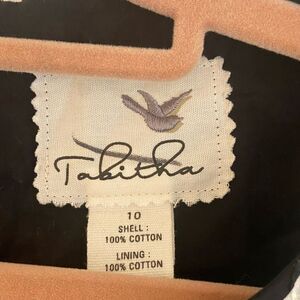 Tabitha
10
SHELL :
100% COTTON
LINING :
100% COTTON